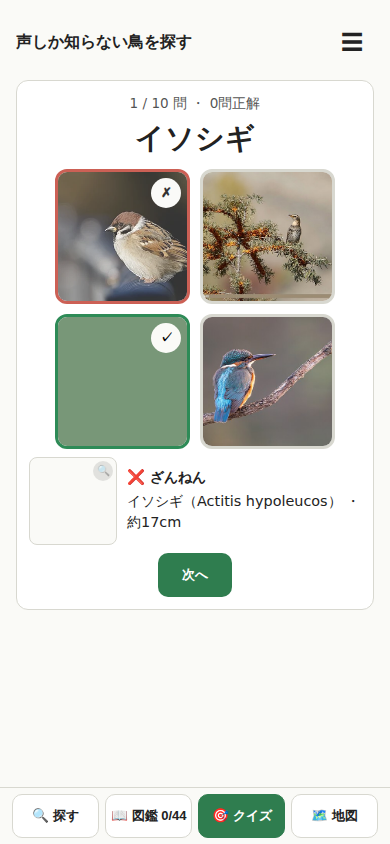 声しか知らない鳥を探す
1 / 10 問 ・ 0問正解
イソシギ
✗
✓
❌ ざんねん
イソシギ（Actitis hypoleucos） ・
約17cm
次へ
🔍 探す
📖 図鑑 0/44
🎯 クイズ
🗺️ 地図